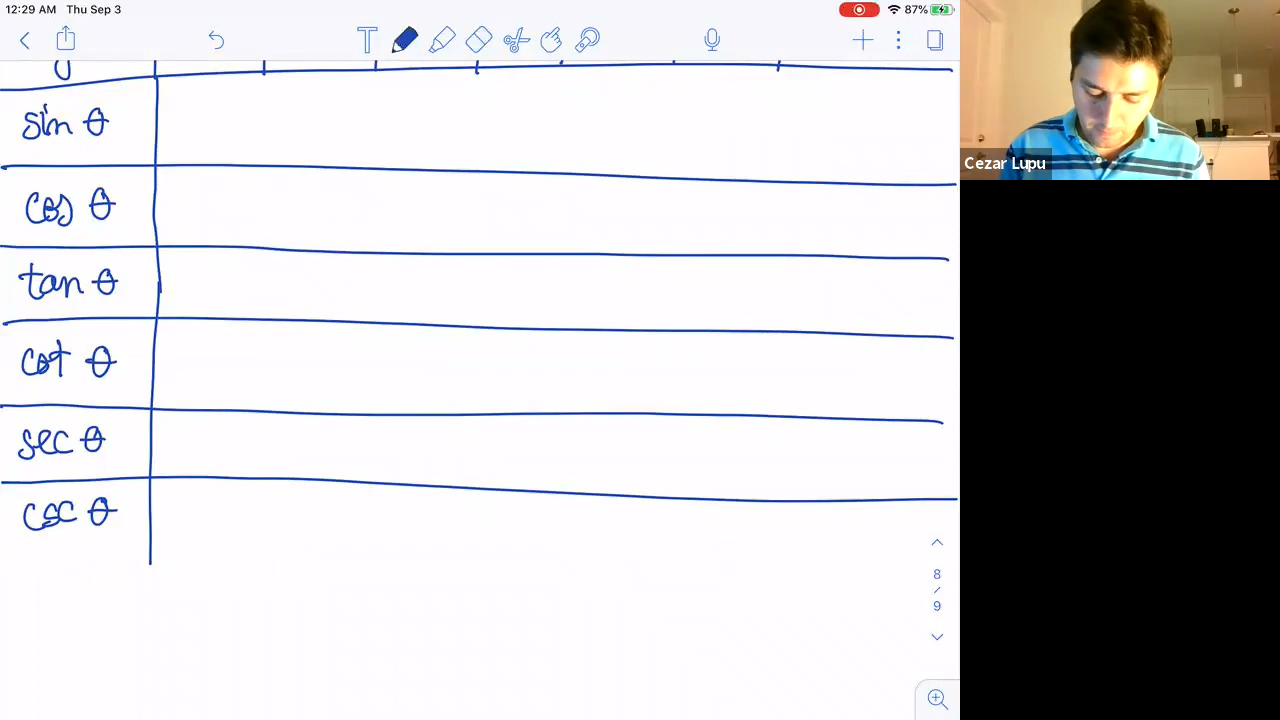 12:29 AM Thu Sep 3
87%
sin θ
cos θ
tan θ
cot θ
sec θ
csc θ
8
/
9
Cezar Lupu